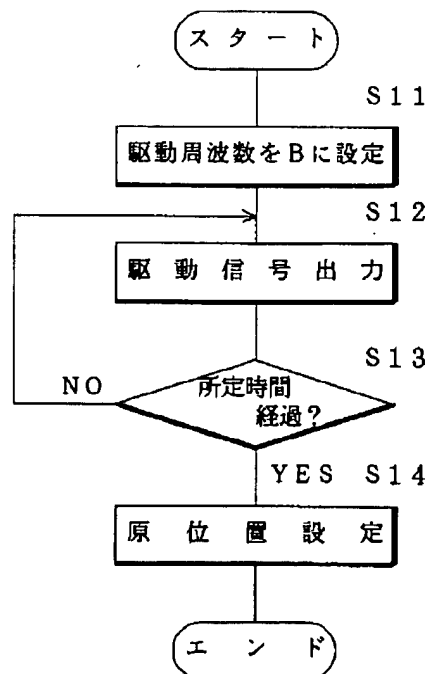 スタート
S11
駆動周波数をBに設定
S12
駆動信号出力
S13
所定時間
経過?
NO
YES S14
原位置設定
エンド